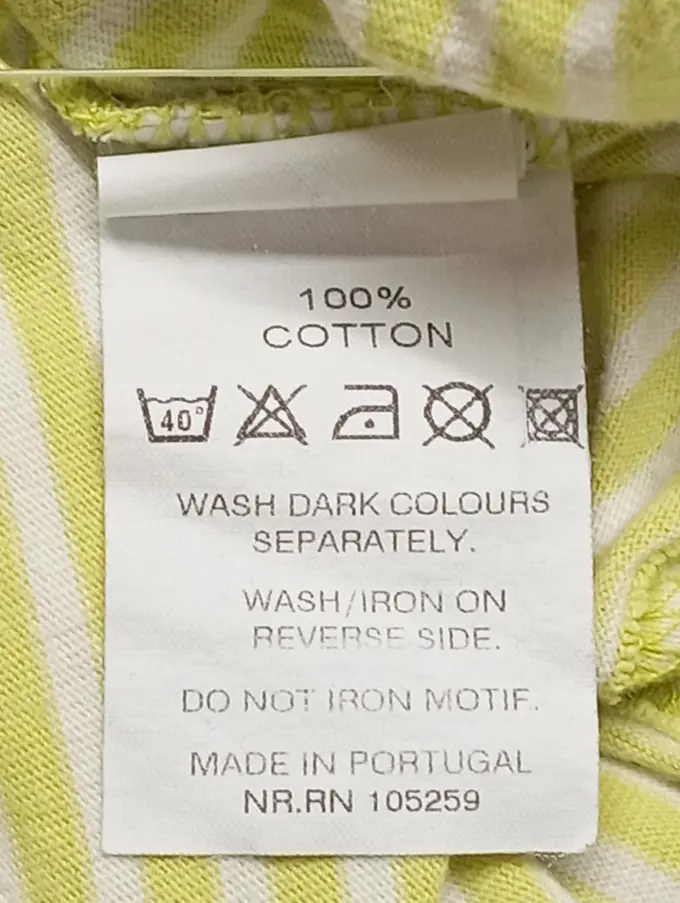 100%
COTTON
40°
WASH DARK COLOURS
SEPARATELY.
WASH/IRON ON
REVERSE SIDE.
DO NOT IRON MOTIF.
MADE IN PORTUGAL
NR.RN 105259